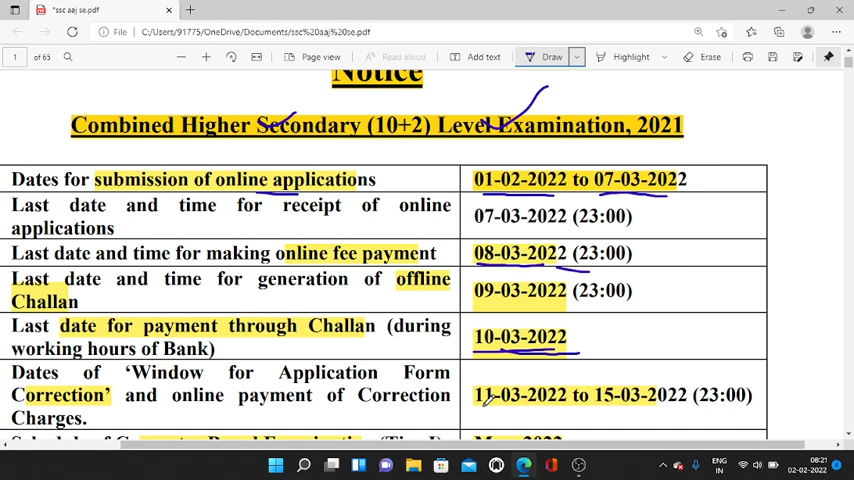 *ssc aaj se.pdf
C:/Users/91775/OneDrive/Documents/ssc%20aaj%20se.pdf
1 of 65 Page view Read aloud Add text Draw Highlight Erase
Notice
Combined Higher Secondary (10+2) Level Examination, 2021
Dates for submission of online applications 01-02-2022 to 07-03-2022
Last date and time for receipt of online 07-03-2022 (23:00)
applications
Last date and time for making online fee payment 08-03-2022 (23:00)
Last date and time for generation of offline 09-03-2022 (23:00)
Challan
Last date for payment through Challan (during 10-03-2022
working hours of Bank)
Dates of ‘Window for Application Form 11-03-2022 to 15-03-2022 (23:00)
Correction’ and online payment of Correction
Charges.
ENG 08:21
IN 02-02-2022